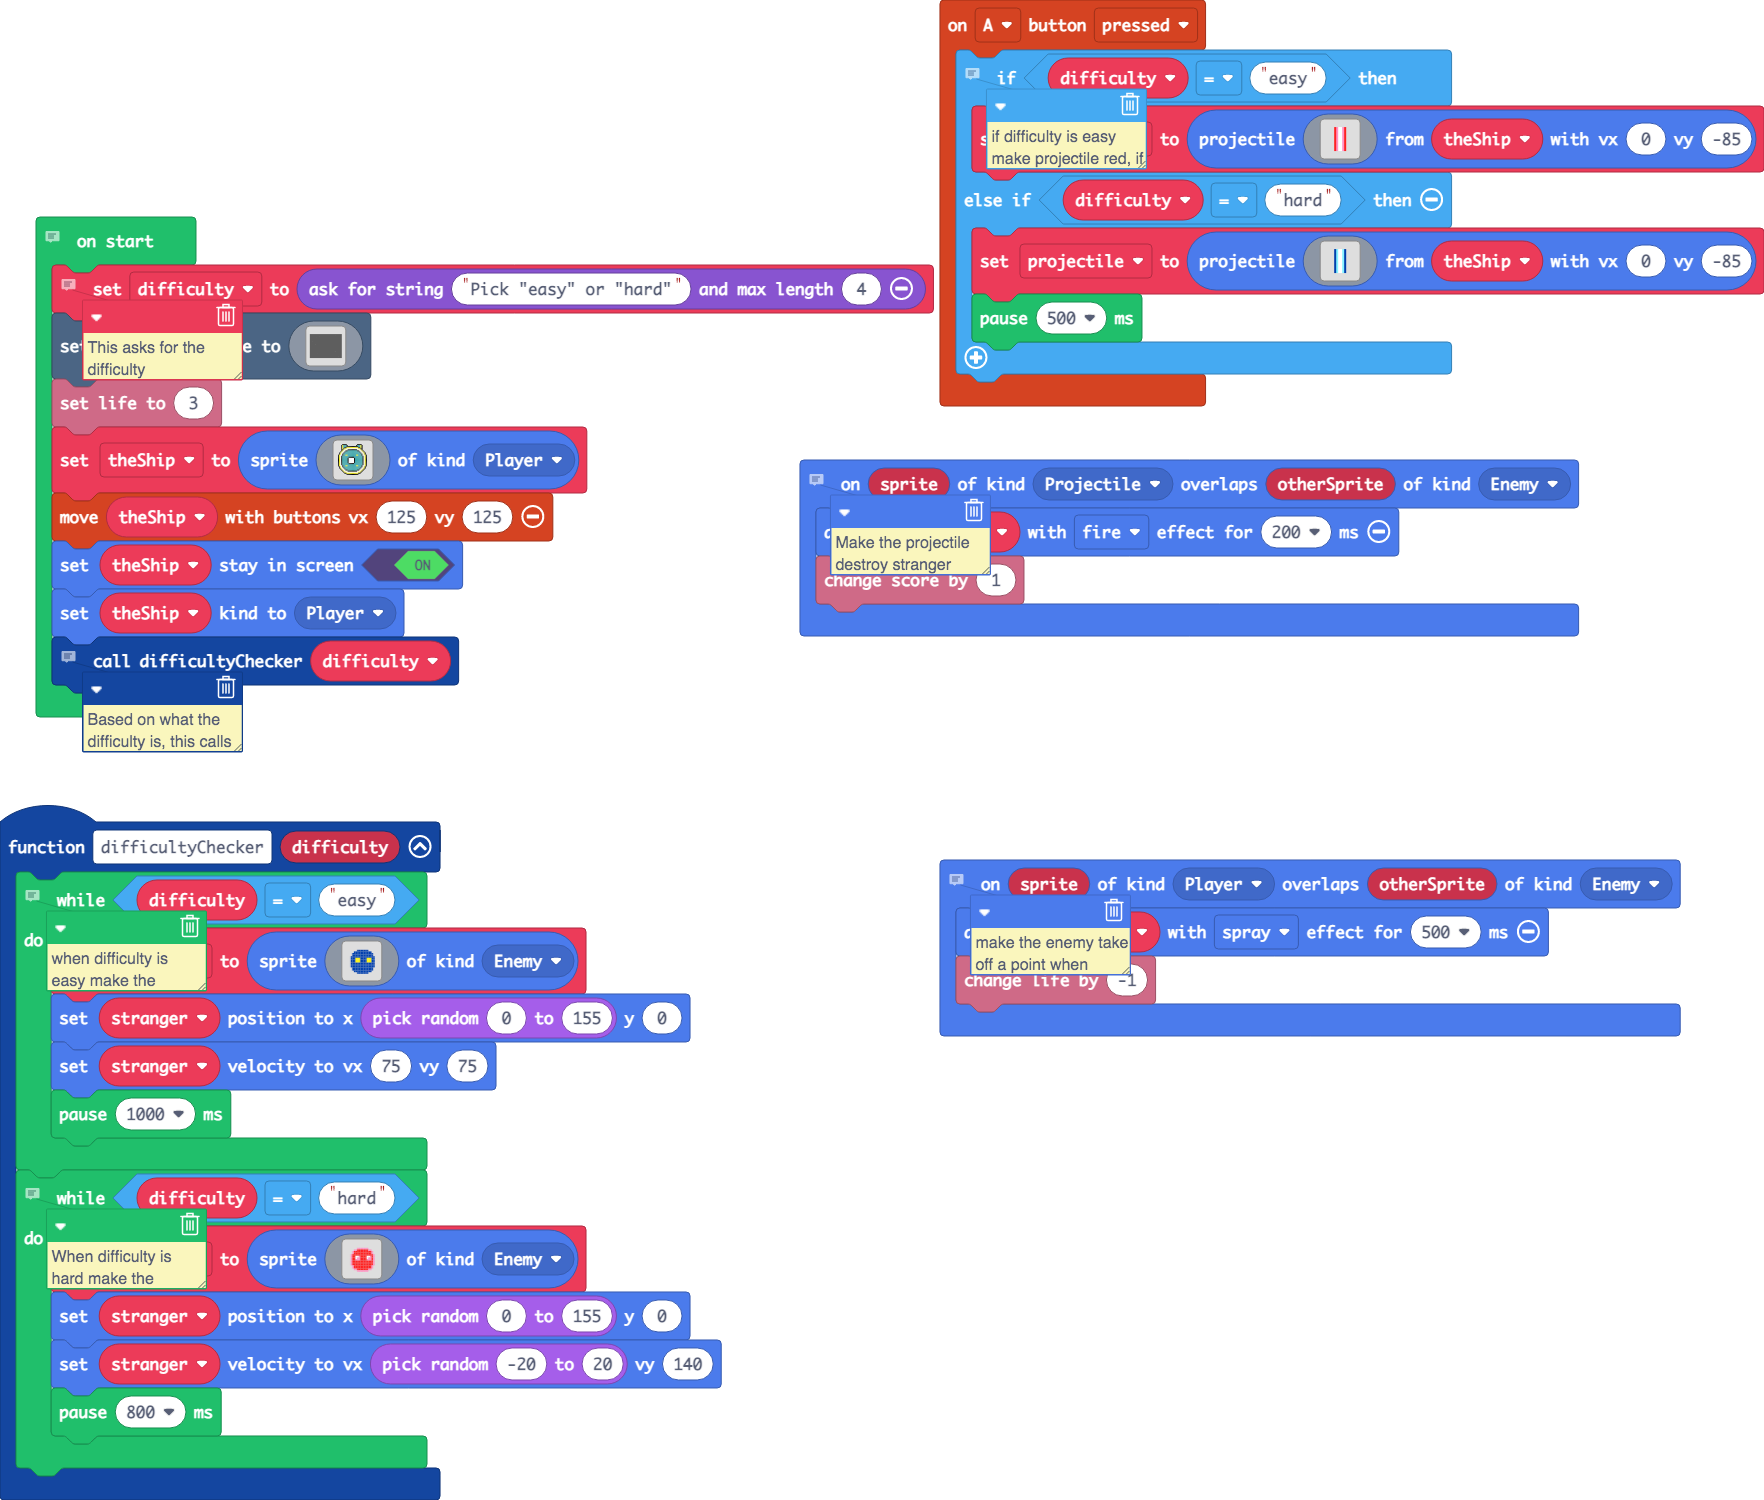 on A button pressed
if difficulty = "easy" then
if difficulty is easy
make projectile red, if
to projectile from theShip with vx 0 vy -85
else if difficulty = "hard" then
set projectile to projectile from theShip with vx 0 vy -85
pause 500 ms
on start
set difficulty to ask for string "Pick "easy" or "hard"" and max length 4
This asks for the
difficulty
set e to
set life to 3
set theShip to sprite of kind Player
move theShip with buttons vx 125 vy 125
set theShip stay in screen ON
set theShip kind to Player
call difficultyChecker difficulty
Based on what the
difficulty is, this calls
on sprite of kind Projectile overlaps otherSprite of kind Enemy
with fire effect for 200 ms
Make the projectile
destroy stranger
change score by 1
function difficultyChecker difficulty
while difficulty = "easy"
do
when difficulty is
easy make the
to sprite of kind Enemy
set stranger position to x pick random 0 to 155 y 0
set stranger velocity to vx 75 vy 75
pause 1000 ms
while difficulty = "hard"
do
When difficulty is
hard make the
to sprite of kind Enemy
set stranger position to x pick random 0 to 155 y 0
set stranger velocity to vx pick random -20 to 20 vy 140
pause 800 ms
on sprite of kind Player overlaps otherSprite of kind Enemy
with spray effect for 500 ms
make the enemy take
off a point when
change life by -1